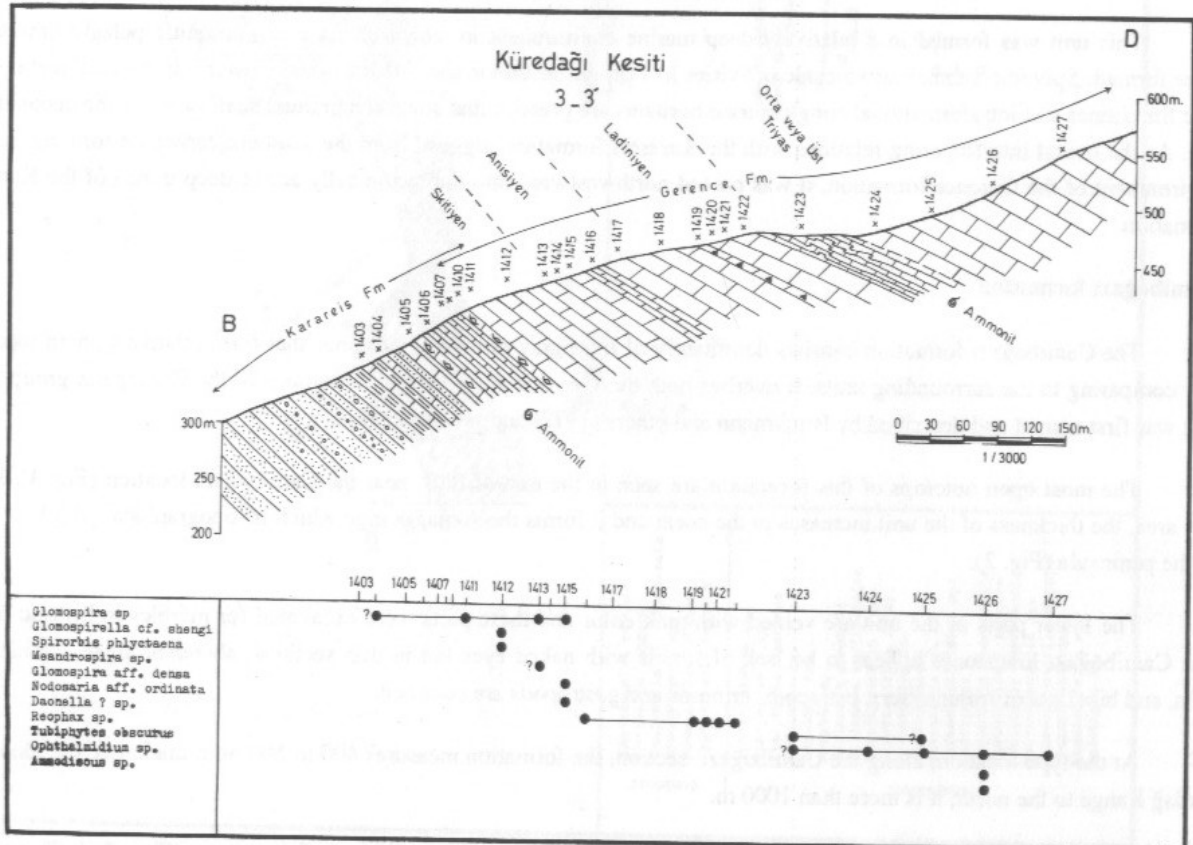 Küredağı Kesiti
3_3'
D
B
600m.
550
500
450
300m.
250
200
Karareis Fm
Gerence Fm.
Skitiyen
Anisiyen
Ladiniyen
Orta veya Üst
Triyas
1403
1404
1405
1406
1407
1410
1411
1412
1413
1414
1415
1416
1417
1418
1419
1420
1421
1422
1423
1424
1425
1426
1427
Ammonit
Ammonit
30 60 90 120 150m.
1/3000
1403 1405 1407 1411 1412 1413 1415 1417 1418 1419 1421 1423 1424 1425 1426 1427
Glomospira sp
Glomospirella cf. shengi
Spirorbis phlyctaena
Meandrospira sp.
Glomospira aff. densa
Nodosaria aff. ordinata
Daonella ? sp.
Reophax sp.
Tubiphytes obscurus
Ophthalmidium sp.
Ammodiscus sp.
?
?
?
?
?